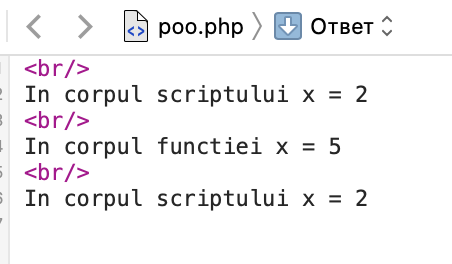 poo.php Ответ
<br/>
In corpul scriptului x = 2
<br/>
In corpul functiei x = 5
<br/>
In corpul scriptului x = 2